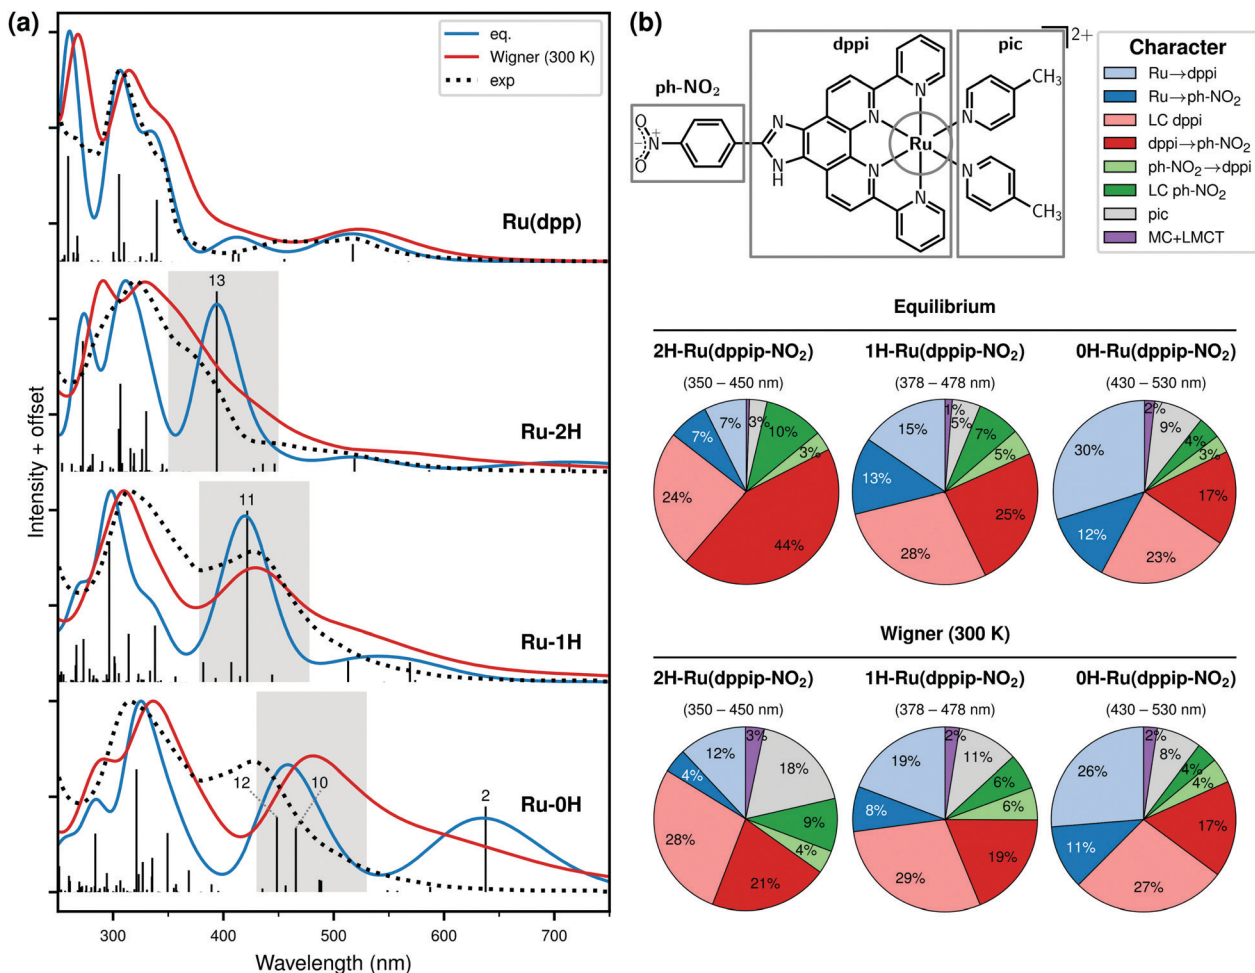 (a)
eq.
Wigner (300 K)
exp
Ru(dpp)
13
Ru-2H
11
Ru-1H
12
10
2
Ru-0H
Intensity + offset
300
400
500
600
700
Wavelength (nm)
(b)
dppi
pic
2+
ph-NO2
O
O
−
N
+
N
N
H
N
N
N
N
Ru
N
N
CH3
CH3
Character
Ru→dppi
Ru→ph-NO2
LC dppi
dppi→ph-NO2
ph-NO2→dppi
LC ph-NO2
pic
MC+LMCT
Equilibrium
2H-Ru(dppip-NO2)
(350 – 450 nm)
7%
7%
24%
44%
3%
10%
3%
1H-Ru(dppip-NO2)
(378 – 478 nm)
15%
13%
28%
25%
5%
7%
5%
1%
0H-Ru(dppip-NO2)
(430 – 530 nm)
30%
12%
23%
17%
3%
4%
9%
2%
Wigner (300 K)
2H-Ru(dppip-NO2)
(350 – 450 nm)
12%
4%
28%
21%
4%
9%
18%
3%
1H-Ru(dppip-NO2)
(378 – 478 nm)
19%
8%
29%
19%
6%
6%
11%
2%
0H-Ru(dppip-NO2)
(430 – 530 nm)
26%
11%
27%
17%
4%
4%
8%
2%